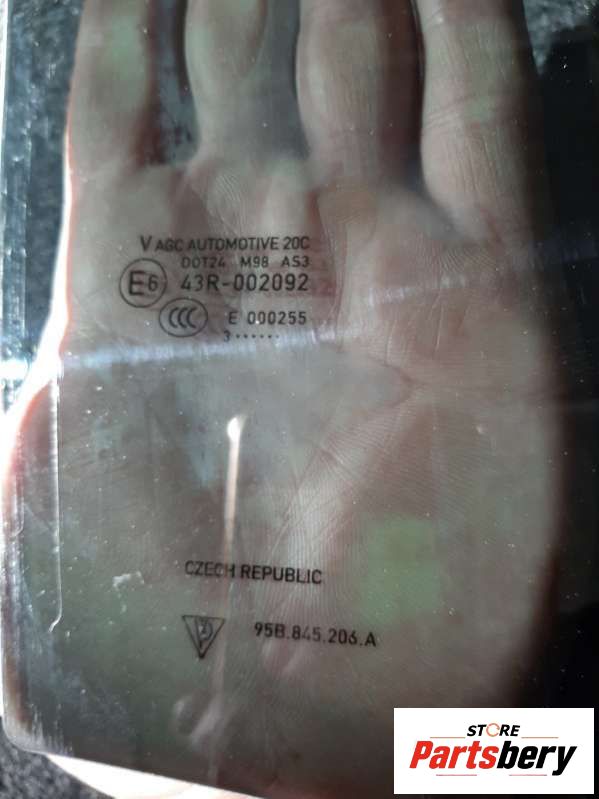 V AGC AUTOMOTIVE 20C
DOT24 M98 AS3
E6 43R-002092
CCC E 000255
3······
CZECH REPUBLIC
95B.845.206.A
STORE
Partsbery